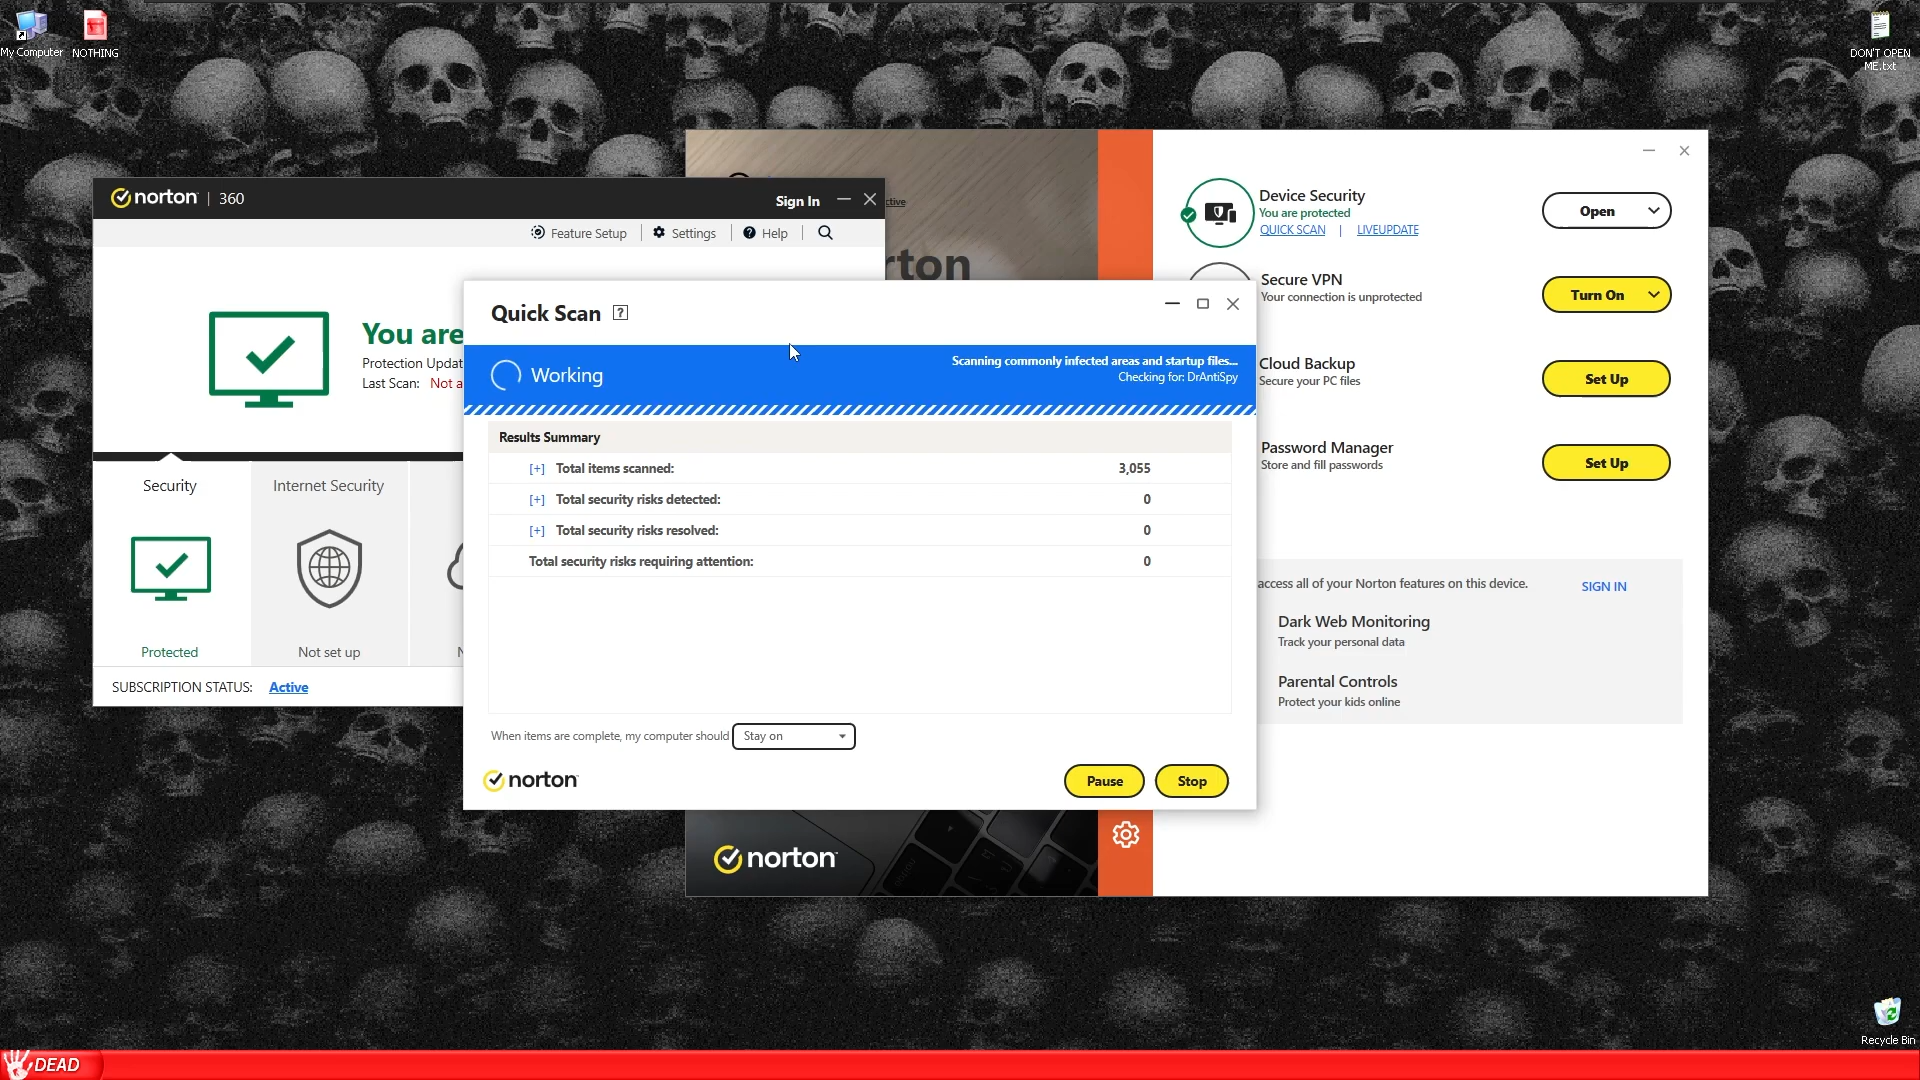 My Computer
NOTHING
DON'T OPEN
ME.txt
norton | 360
Sign In
Feature Setup
Settings
Help
You are
Protection Updat
Last Scan: Not a
Security
Internet Security
Protected
Not set up
N
SUBSCRIPTION STATUS: Active
ctive
rton
Quick Scan ?
Working
Scanning commonly infected areas and startup files...
Checking for: DrAntiSpy
Results Summary
[+] Total items scanned: 3,055
[+] Total security risks detected: 0
[+] Total security risks resolved: 0
Total security risks requiring attention: 0
When items are complete, my computer should Stay on
norton
Pause
Stop
norton
Device Security
You are protected
QUICK SCAN | LIVEUPDATE
Open
Secure VPN
Your connection is unprotected
Turn On
Cloud Backup
Secure your PC files
Set Up
Password Manager
Store and fill passwords
Set Up
access all of your Norton features on this device.
SIGN IN
Dark Web Monitoring
Track your personal data
Parental Controls
Protect your kids online
Recycle Bin
DEAD